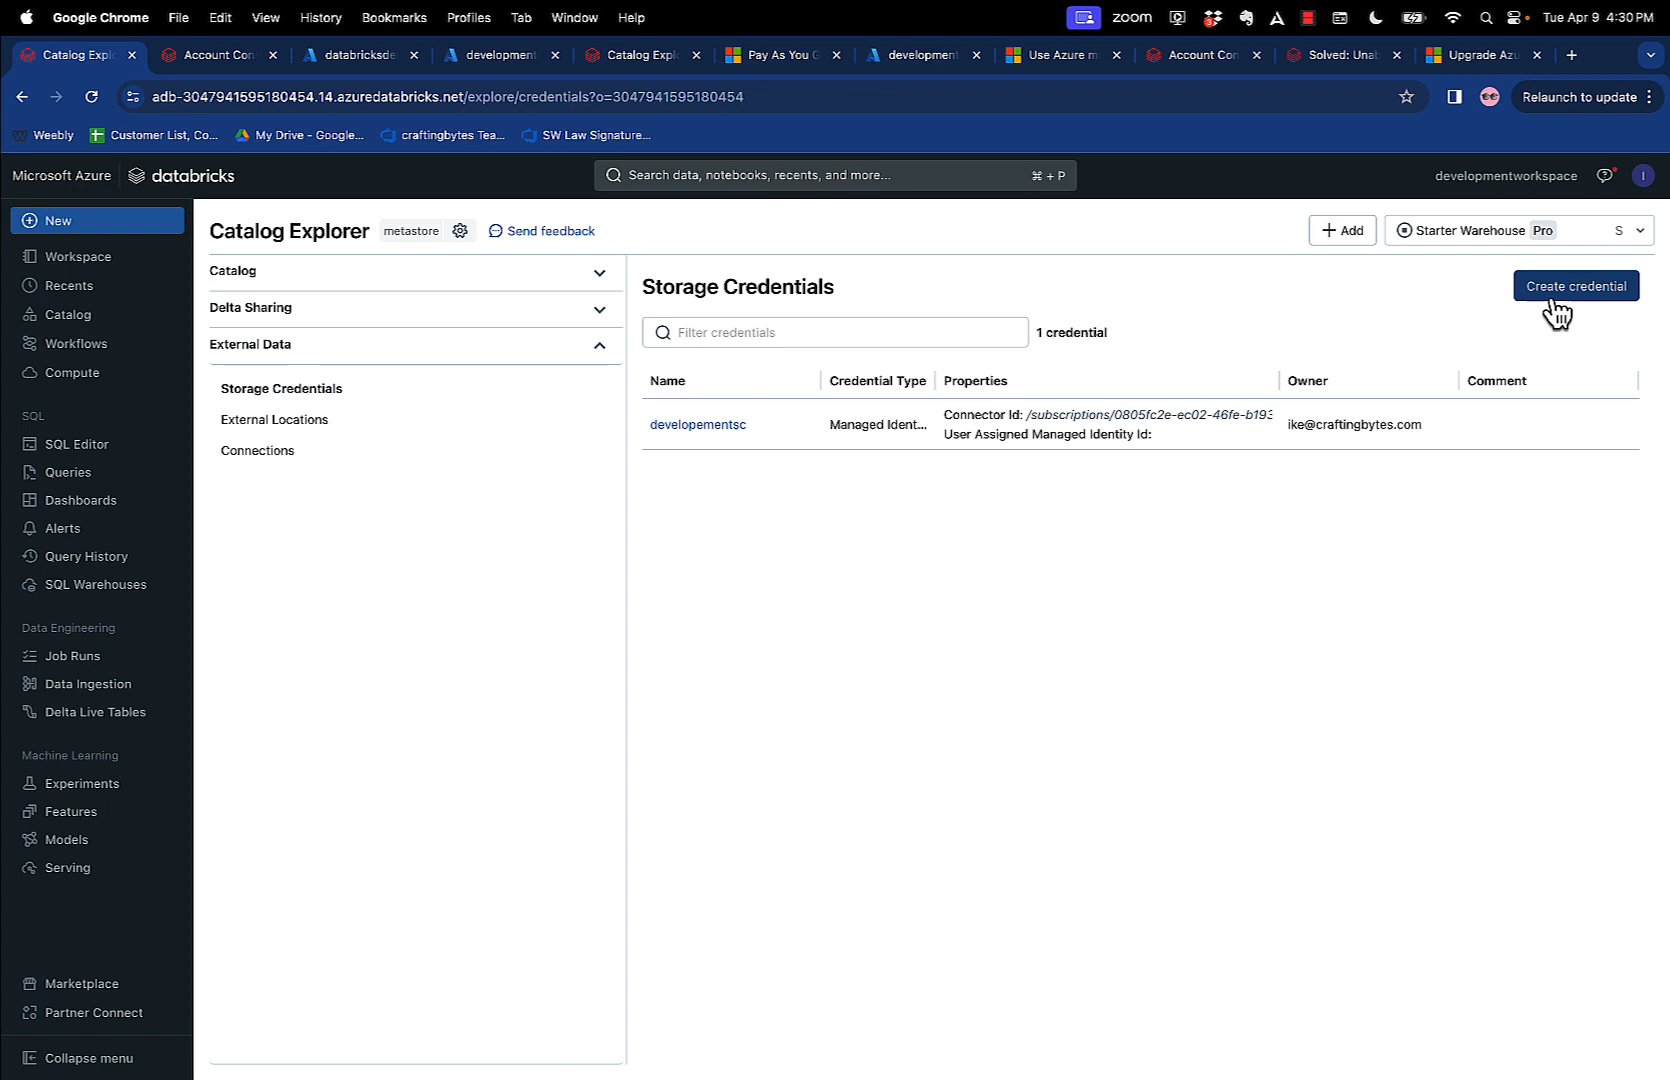 Google Chrome File Edit View History Bookmarks Profiles Tab Window Help zoom 3 Tue Apr 9 4:30 PM
Catalog Explo Account Con databricksde development Catalog Explo Pay As You G development Use Azure m Account Con Solved: Unab Upgrade Azu
adb-3047941595180454.14.azuredatabricks.net/explore/credentials?o=3047941595180454 Relaunch to update
Weebly Customer List, Co... My Drive - Google... craftingbytes Tea... SW Law Signature...
Microsoft Azure databricks Search data, notebooks, recents, and more... ⌘ + P developmentworkspace I
New
Workspace
Recents
Catalog
Workflows
Compute
SQL
SQL Editor
Queries
Dashboards
Alerts
Query History
SQL Warehouses
Data Engineering
Job Runs
Data Ingestion
Delta Live Tables
Machine Learning
Experiments
Features
Models
Serving
Marketplace
Partner Connect
Collapse menu
Catalog Explorer metastore Send feedback + Add Starter Warehouse Pro S
Catalog
Delta Sharing
External Data
Storage Credentials
External Locations
Connections
Storage Credentials Create credential
Filter credentials 1 credential
Name Credential Type Properties Owner Comment
developementsc Managed Ident... Connector Id: /subscriptions/0805fc2e-ec02-46fe-b193 ike@craftingbytes.com
User Assigned Managed Identity Id: